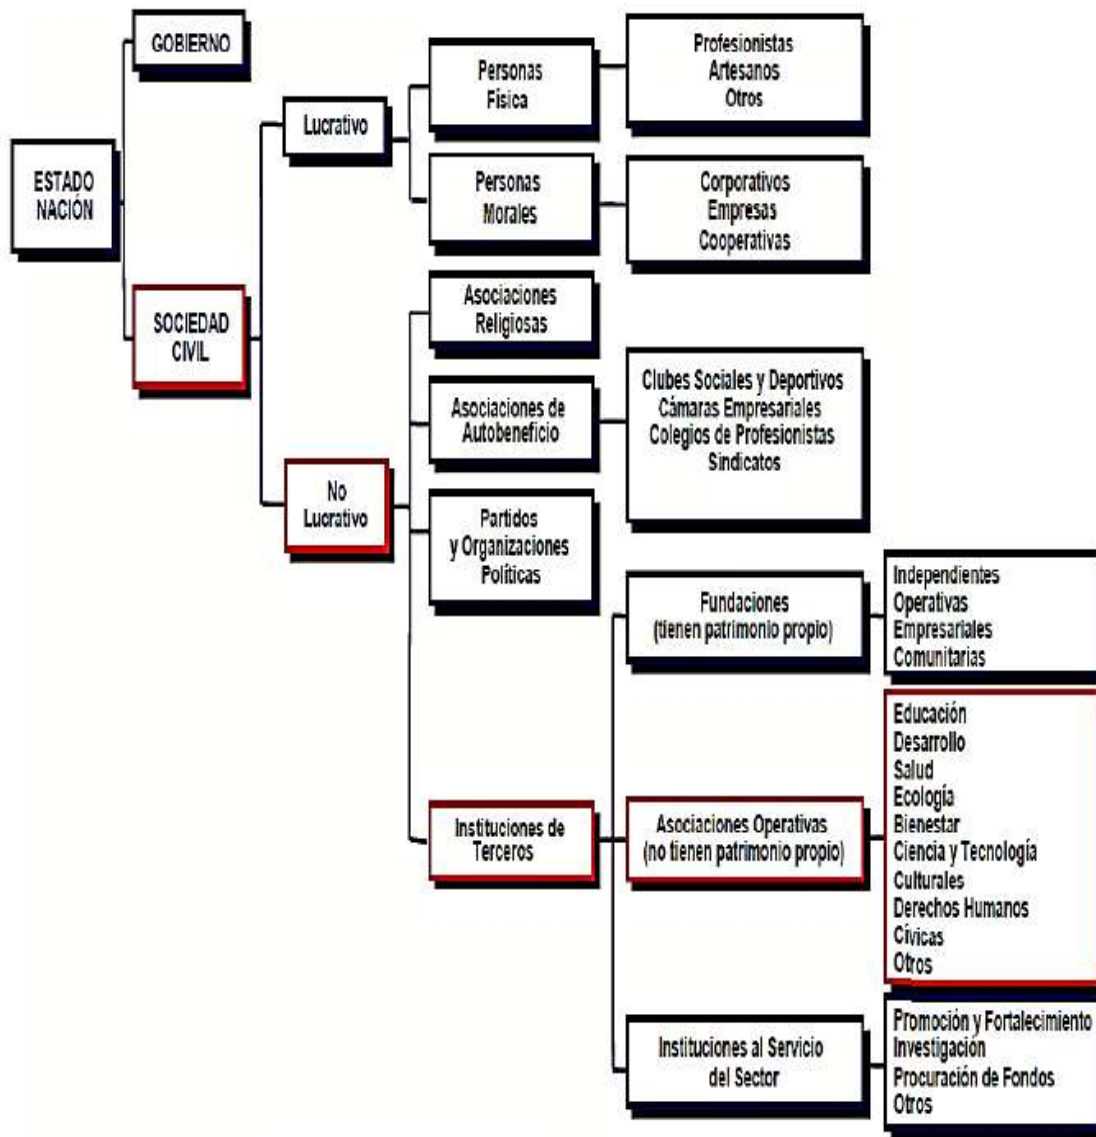 GOBIERNO
ESTADO
NACIÓN
SOCIEDAD
CIVIL
Lucrativo
No
Lucrativo
Personas
Física
Profesionistas
Artesanos
Otros
Personas
Morales
Corporativos
Empresas
Cooperativas
Asociaciones
Religiosas
Asociaciones de
Autobeneficio
Clubes Sociales y Deportivos
Cámaras Empresariales
Colegios de Profesionistas
Sindicatos
Partidos
y Organizaciones
Políticas
Instituciones de
Terceros
Fundaciones
(tienen patrimonio propio)
Independientes
Operativas
Empresariales
Comunitarias
Asociaciones Operativas
(no tienen patrimonio propio)
Educación
Desarrollo
Salud
Ecología
Bienestar
Ciencia y Tecnología
Culturales
Derechos Humanos
Cívicas
Otros
Instituciones al Servicio
del Sector
Promoción y Fortalecimiento
Investigación
Procuración de Fondos
Otros